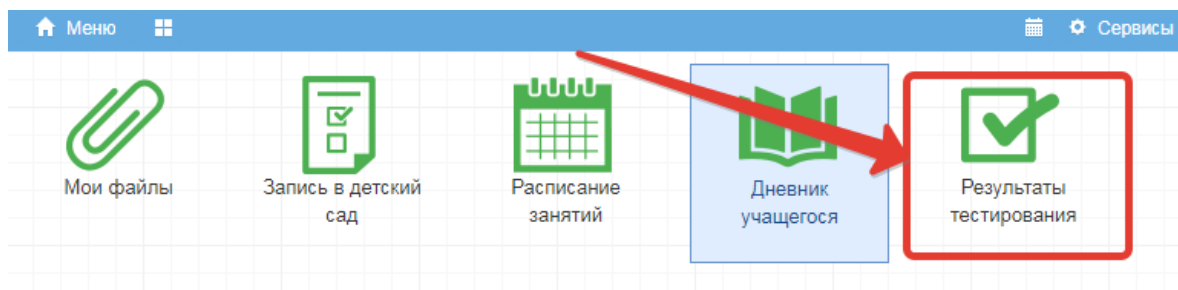 Меню
Сервисы
Мои файлы
Запись в детский
сад
Расписание
занятий
Дневник
учащегося
Результаты
тестирования